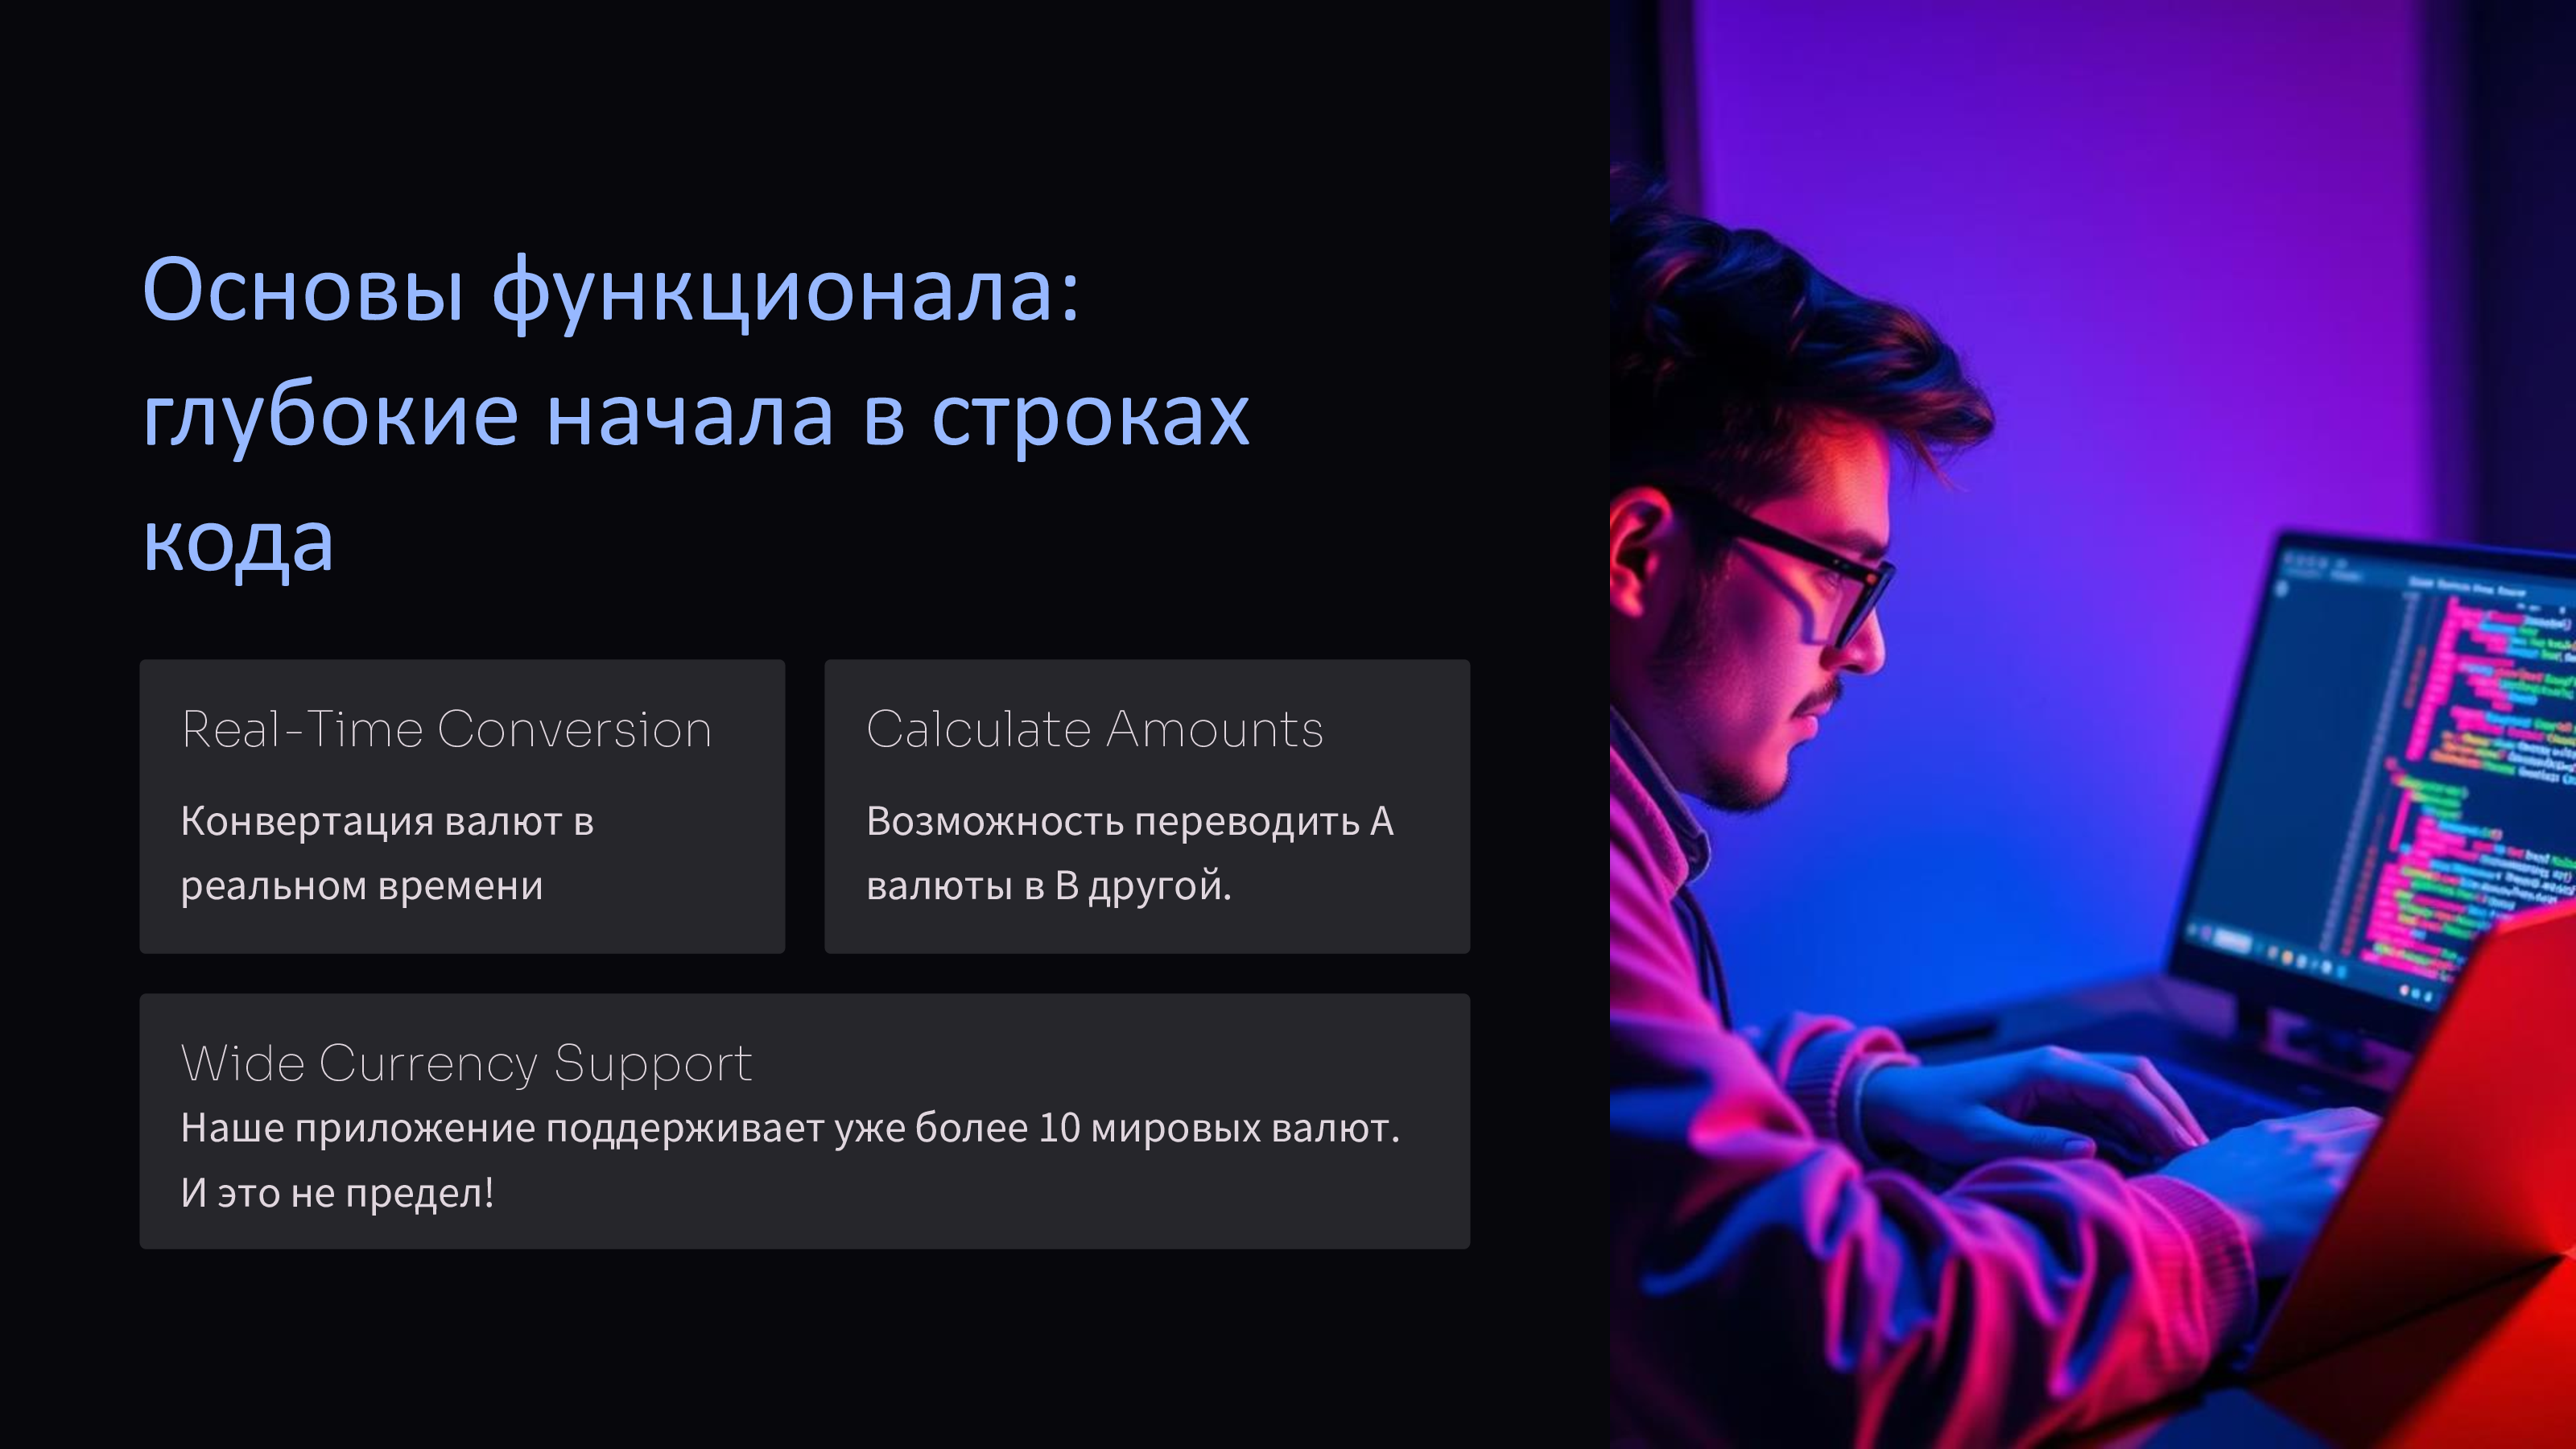 Основы функционала:
глубокие начала в строках
кода
Real-Time Conversion
Конвертация валют в
реальном времени
Calculate Amounts
Возможность переводить А
валюты в В другой.
Wide Currency Support
Наше приложение поддерживает уже более 10 мировых валют.
И это не предел!